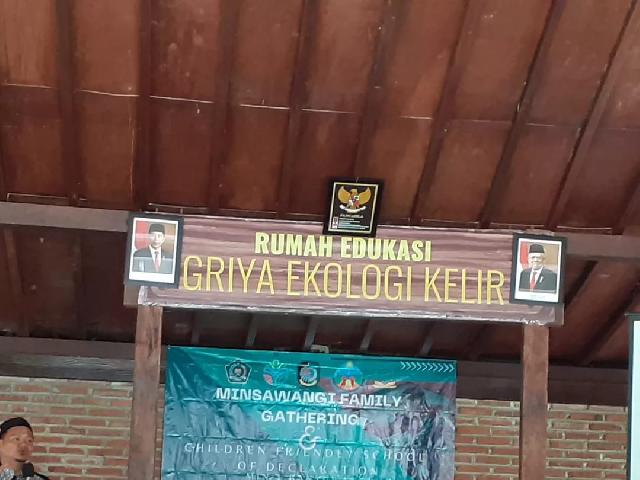 RUMAH EDUKASI
GRIYA EKOLOGI KELIR
MINSAWANGI FAMILY
GATHERING
&
CHILDREN FRIENDLY SCHOOL
OF DECLARATION